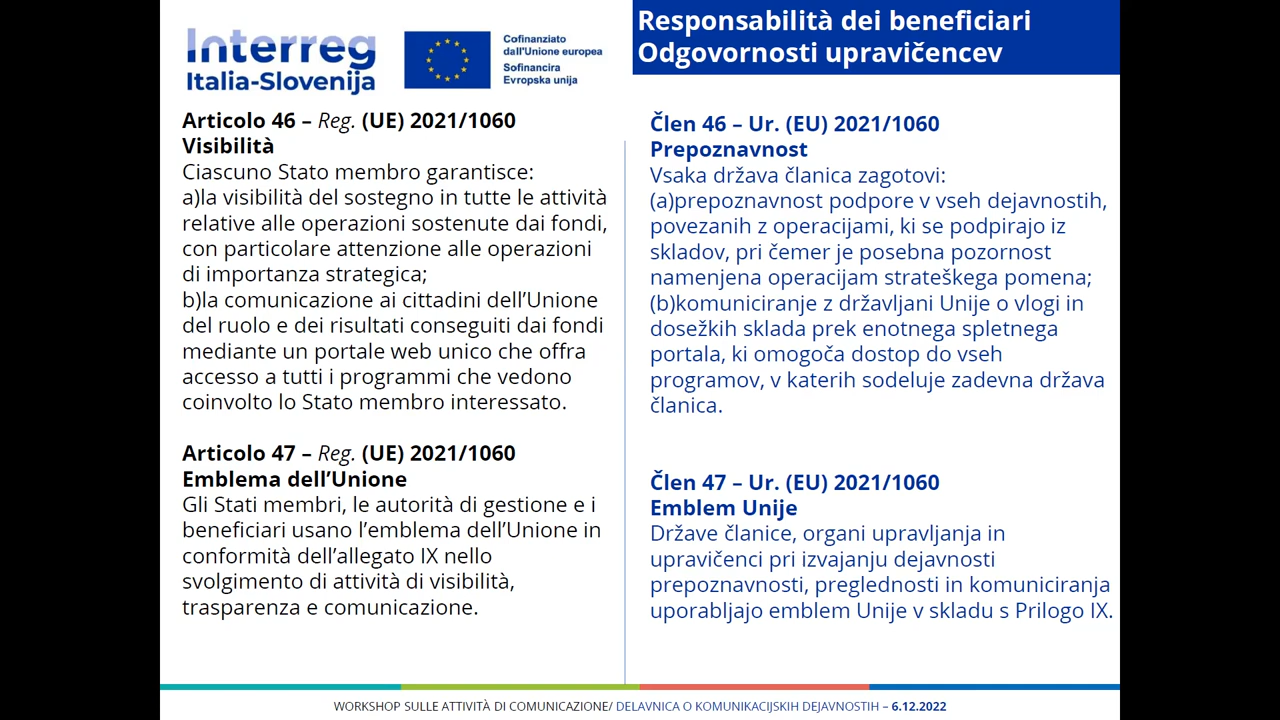 Interreg
Italia-Slovenija
Cofinanziato
dall'Unione europea
Sofinancira
Evropska unija
Responsabilità dei beneficiari
Odgovornosti upravičencev
Articolo 46 – Reg. (UE) 2021/1060
Visibilità
Ciascuno Stato membro garantisce:
a)la visibilità del sostegno in tutte le attività
relative alle operazioni sostenute dai fondi,
con particolare attenzione alle operazioni
di importanza strategica;
b)la comunicazione ai cittadini dell’Unione
del ruolo e dei risultati conseguiti dai fondi
mediante un portale web unico che offra
accesso a tutti i programmi che vedono
coinvolto lo Stato membro interessato.
Articolo 47 – Reg. (UE) 2021/1060
Emblema dell’Unione
Gli Stati membri, le autorità di gestione e i
beneficiari usano l’emblema dell’Unione in
conformità dell’allegato IX nello
svolgimento di attività di visibilità,
trasparenza e comunicazione.
Člen 46 – Ur. (EU) 2021/1060
Prepoznavnost
Vsaka država članica zagotovi:
(a)prepoznavnost podpore v vseh dejavnostih,
povezanih z operacijami, ki se podpirajo iz
skladov, pri čemer je posebna pozornost
namenjena operacijam strateškega pomena;
(b)komuniciranje z državljani Unije o vlogi in
dosežkih sklada prek enotnega spletnega
portala, ki omogoča dostop do vseh
programov, v katerih sodeluje zadevna država
članica.
Člen 47 – Ur. (EU) 2021/1060
Emblem Unije
Države članice, organi upravljanja in
upravičenci pri izvajanju dejavnosti
prepoznavnosti, preglednosti in komuniciranja
uporabljajo emblem Unije v skladu s Prilogo IX.
WORKSHOP SULLE ATTIVITÀ DI COMUNICAZIONE/ DELAVNICA O KOMUNIKACIJSKIH DEJAVNOSTIH – 6.12.2022